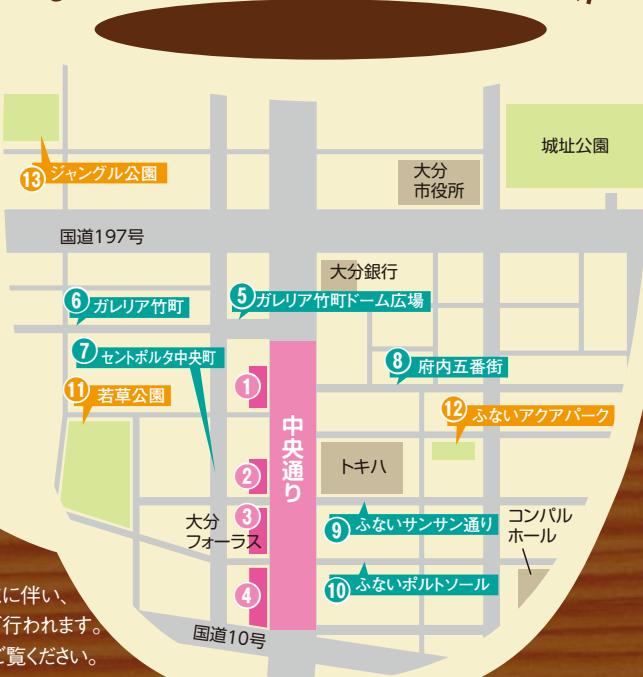 城址公園
大分
市役所
13 ジャングル公園
国道197号
大分銀行
6 ガレリア竹町
5 ガレリア竹町ドーム広場
7 セントポルタ中央町
8 府内五番街
11 若草公園
1
12 ふないアクアパーク
中央通り
2
トキハ
大分
フォーラス
3
9 ふないサンサン通り
コンパル
ホール
4
10 ふないポルトソール
国道10号
に伴い、
行われます。
ご覧ください。